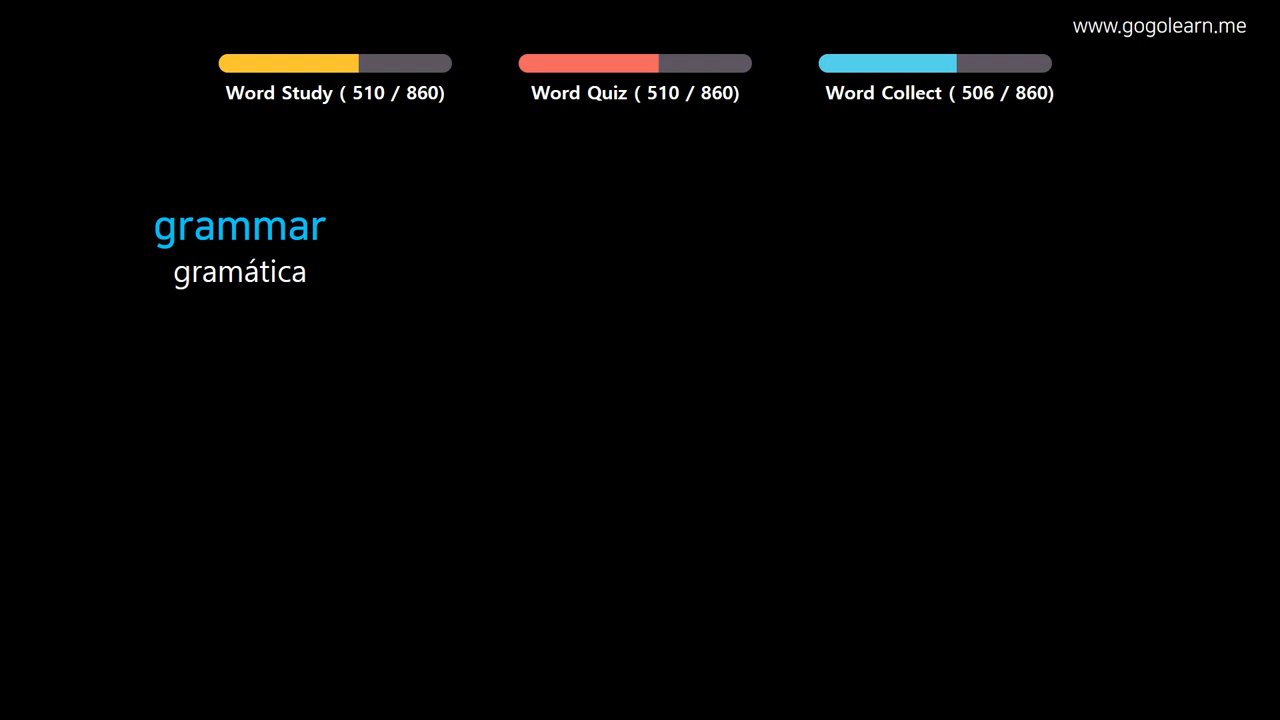 www.gogolearn.me
Word Study ( 510 / 860)
Word Quiz ( 510 / 860)
Word Collect ( 506 / 860)
grammar
gramática